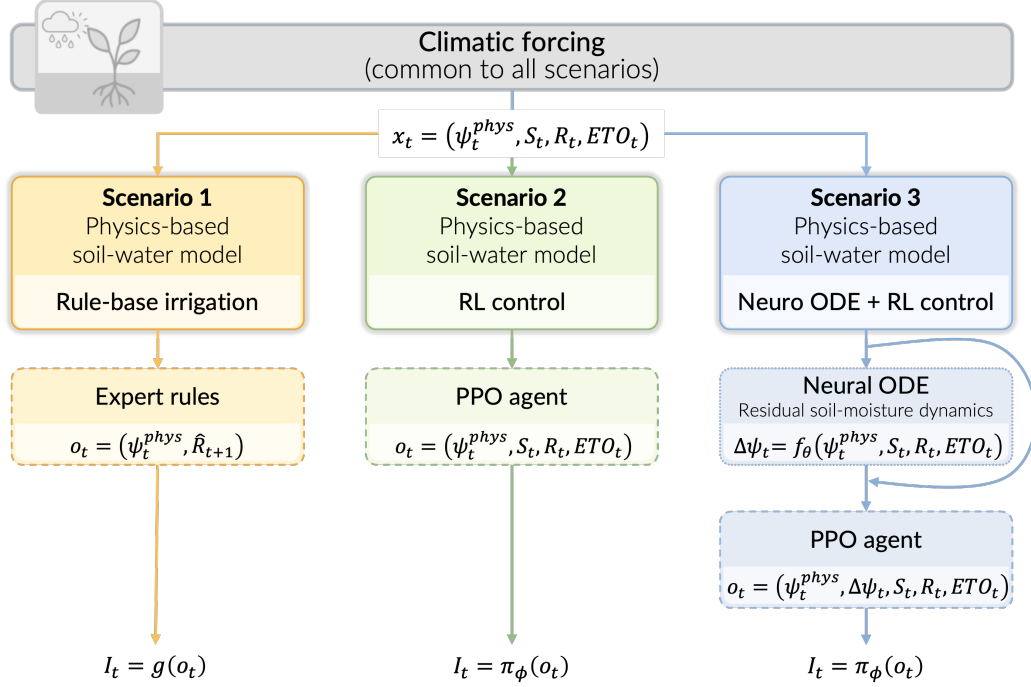 Climatic forcing
(common to all scenarios)
x_t = (ψ_t^{phys}, S_t, R_t, ETO_t)
Scenario 1
Physics-based
soil-water model
Rule-base irrigation
Expert rules
o_t = (ψ_t^{phys}, R̂_{t+1})
I_t = g(o_t)
Scenario 2
Physics-based
soil-water model
RL control
PPO agent
o_t = (ψ_t^{phys}, S_t, R_t, ETO_t)
I_t = π_ϕ(o_t)
Scenario 3
Physics-based
soil-water model
Neuro ODE + RL control
Neural ODE
Residual soil-moisture dynamics
Δψ_t = f_θ(ψ_t^{phys}, S_t, R_t, ETO_t)
PPO agent
o_t = (ψ_t^{phys}, Δψ_t, S_t, R_t, ETO_t)
I_t = π_ϕ(o_t)